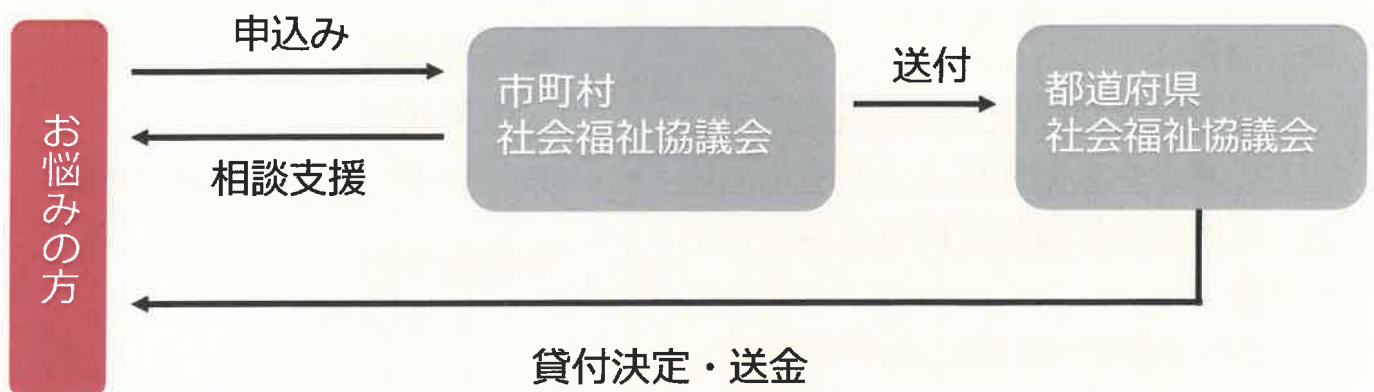 お悩みの方
申込み
相談支援
市町村
社会福祉協議会
送付
都道府県
社会福祉協議会
貸付決定・送金